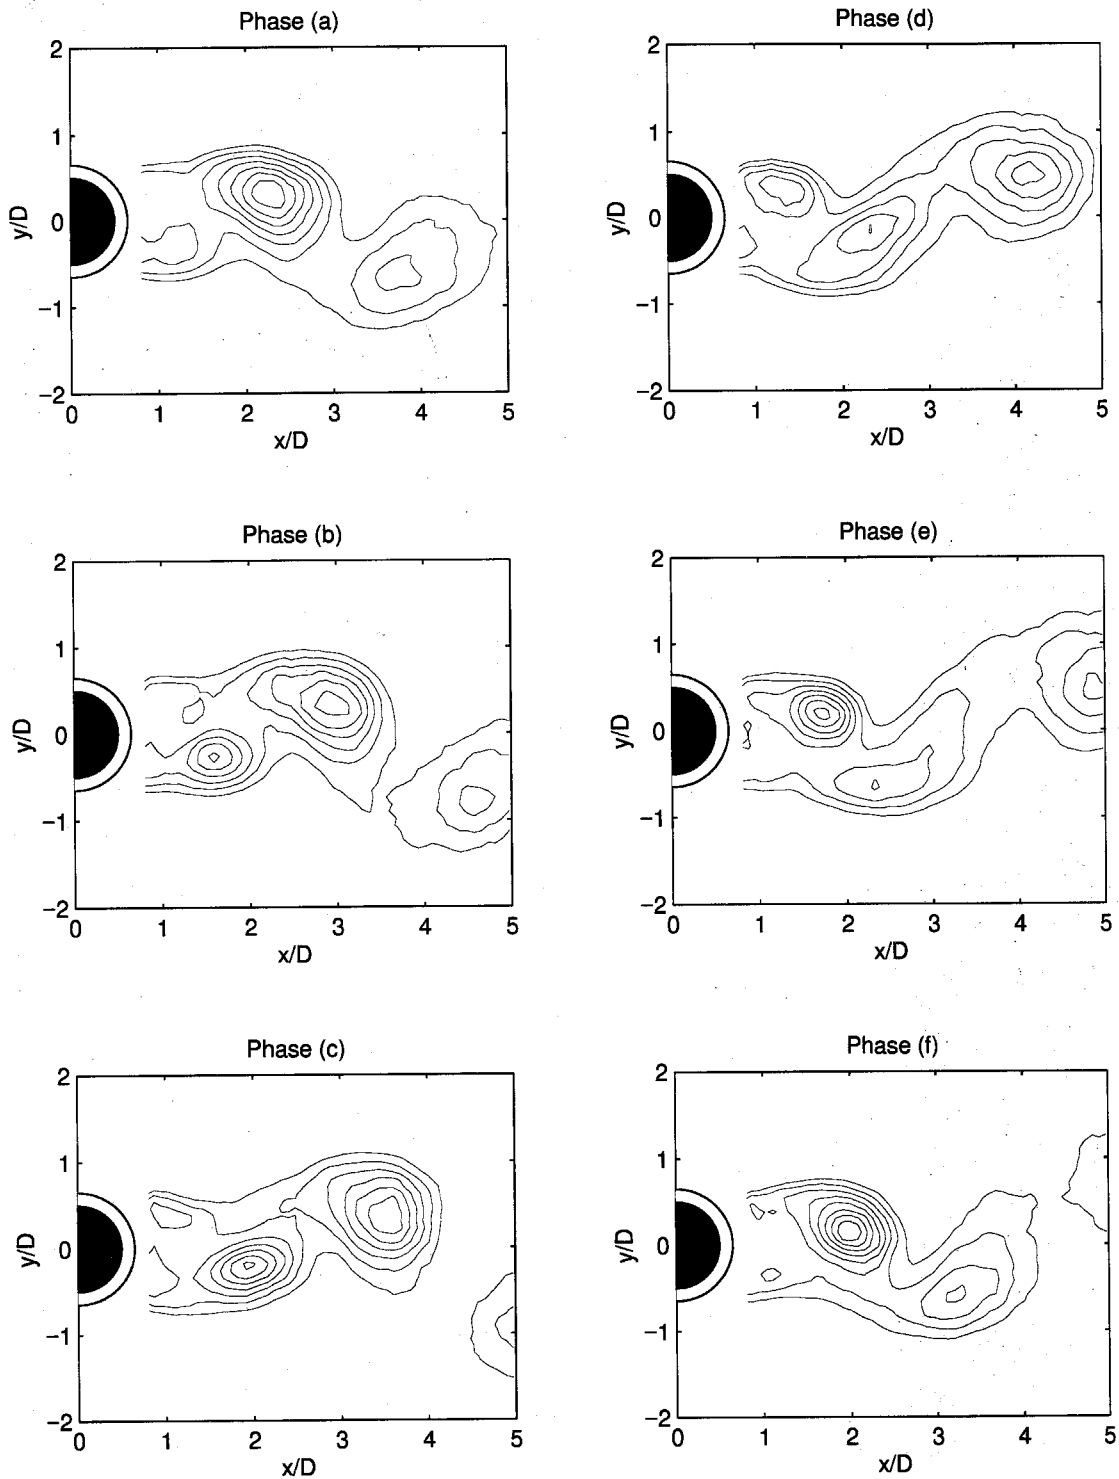 Phase (a)
2
1
0
−1
−2
y/D
0 1 2 3 4 5
x/D
Phase (d)
2
1
0
−1
−2
y/D
0 1 2 3 4 5
x/D
Phase (b)
2
1
0
−1
−2
y/D
0 1 2 3 4 5
x/D
Phase (e)
2
1
0
−1
−2
y/D
0 1 2 3 4 5
x/D
Phase (c)
2
1
0
−1
−2
y/D
0 1 2 3 4 5
x/D
Phase (f)
2
1
0
−1
−2
y/D
0 1 2 3 4 5
x/D